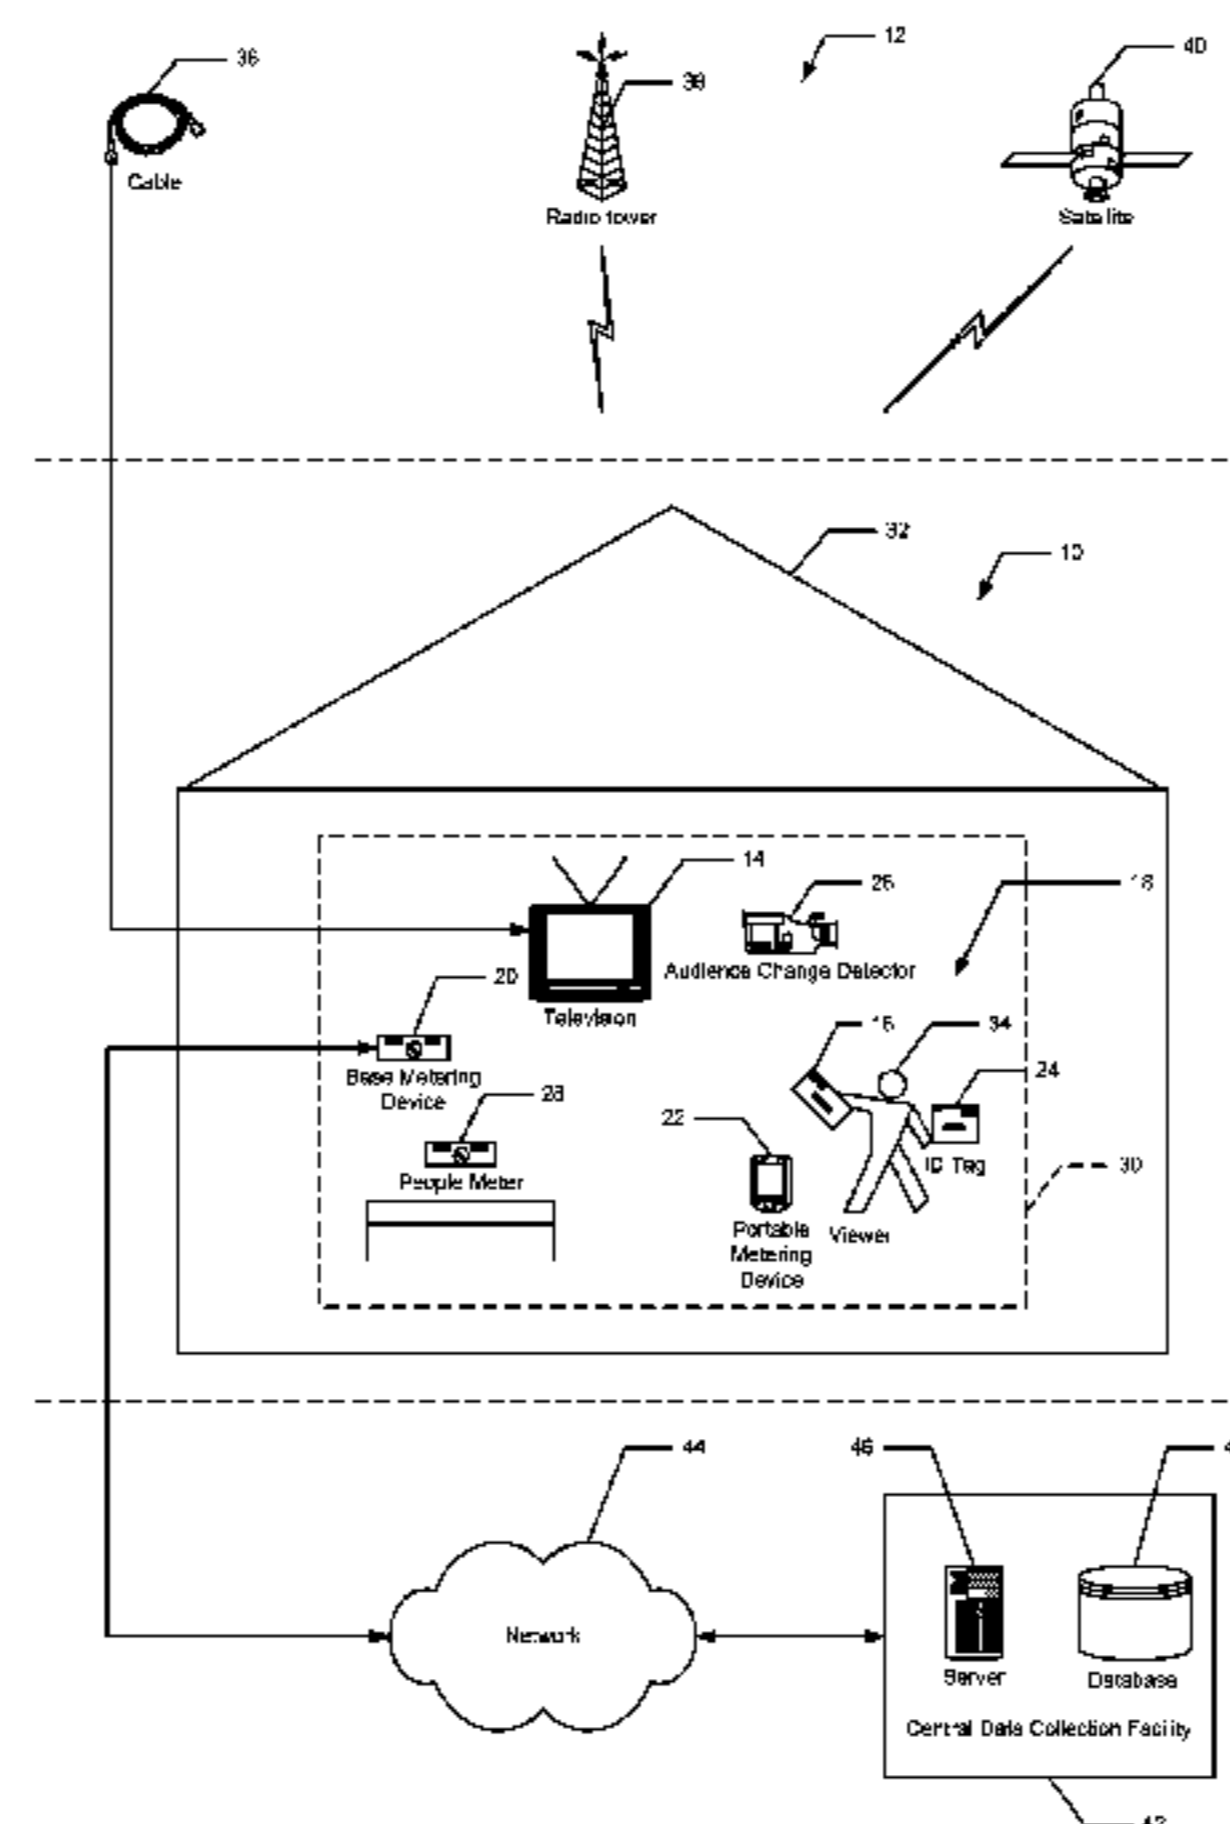 36
12
40
38
Cable
Radio tower
Satellite
32
10
14
26
18
Audience Change Detector
20
Television
16
34
Base Metering
Device
24
28
22
People Meter
ID Tag
30
Portable
Metering
Device
Viewer
44
46
Network
Server
Database
Central Data Collection Facility
42